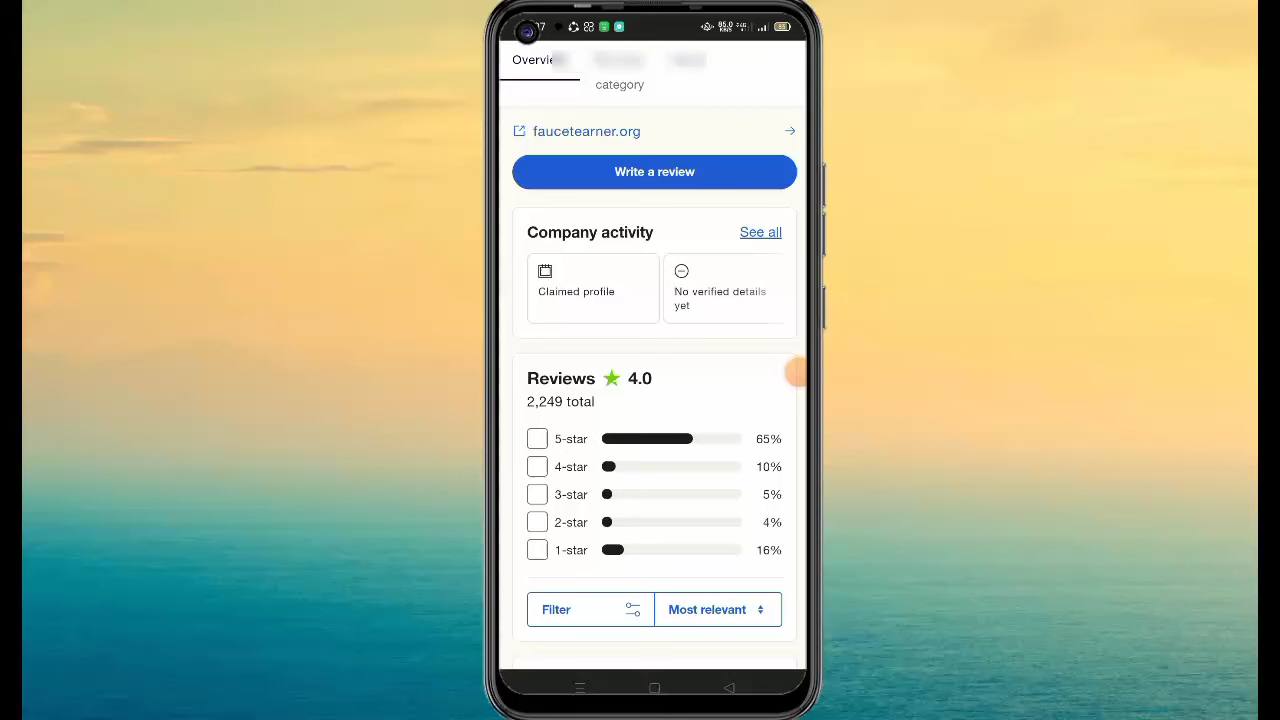 Overvie
category
faucetearner.org
Write a review
Company activity
See all
Claimed profile
No verified details
yet
Reviews 4.0
2,249 total
5-star 65%
4-star 10%
3-star 5%
2-star 4%
1-star 16%
Filter
Most relevant